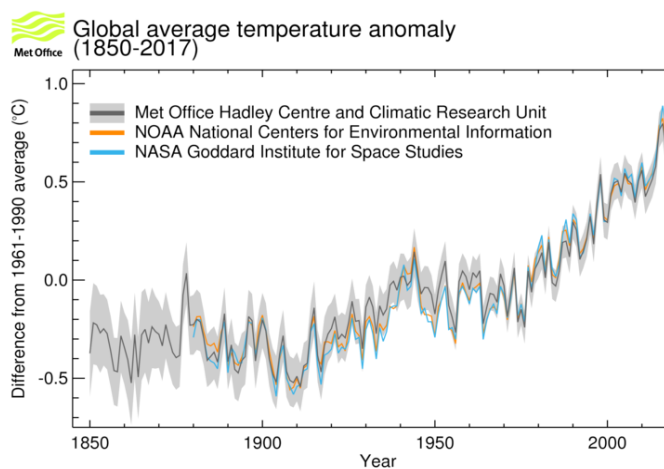 Met Office
Global average temperature anomaly
(1850-2017)
Difference from 1961-1990 average (°C)
1.0
0.5
0.0
-0.5
Met Office Hadley Centre and Climatic Research Unit
NOAA National Centers for Environmental Information
NASA Goddard Institute for Space Studies
1850
1900
1950
2000
Year